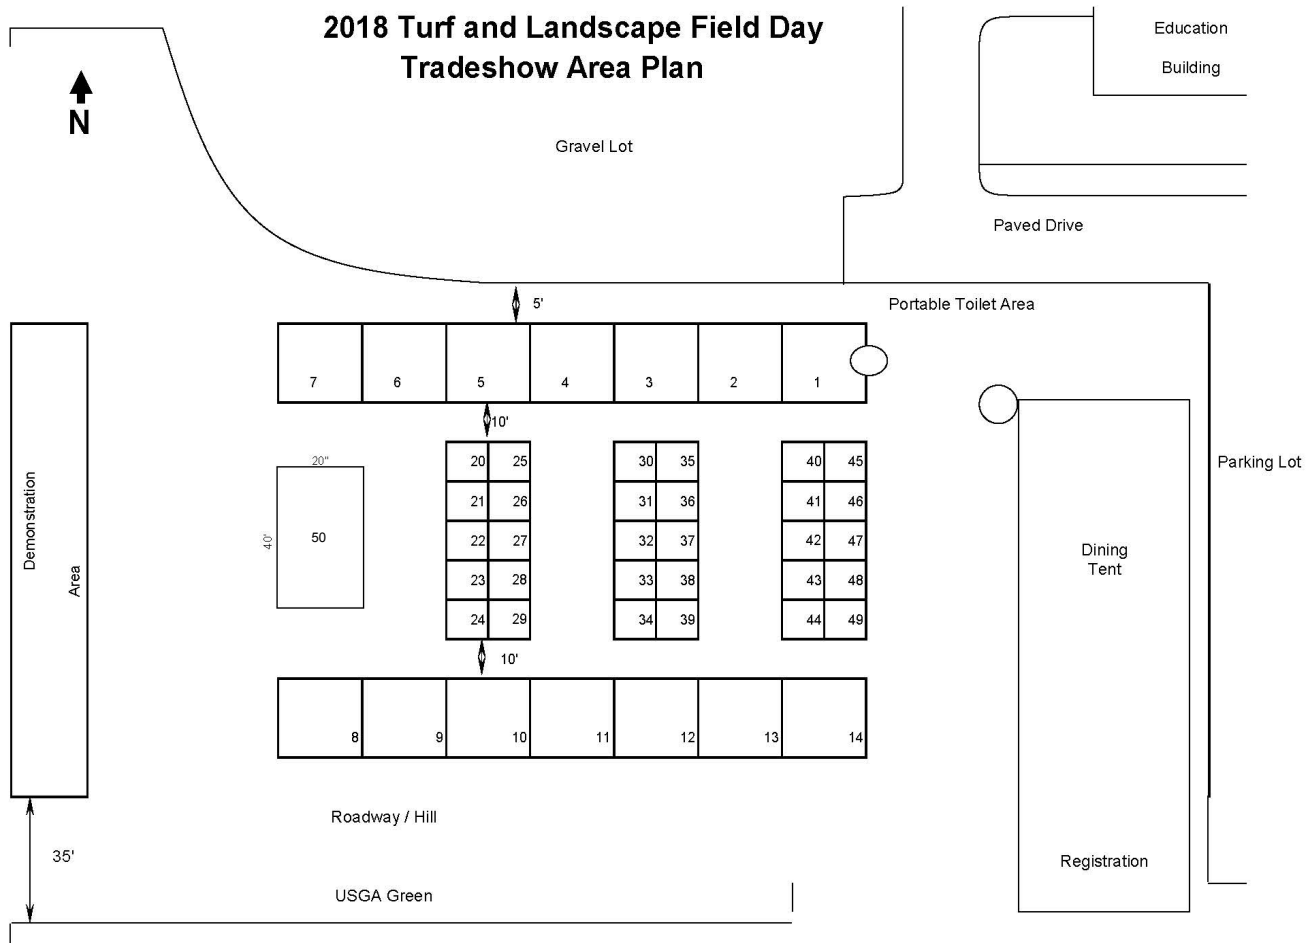 2018 Turf and Landscape Field Day
Tradeshow Area Plan
Education
Building
N
Gravel Lot
Paved Drive
5'
Portable Toilet Area
7 6 5 4 3 2 1
10'
20 25 30 35 40 45
20"
Parking Lot
21 26 31 36 41 46
Demonstration
Area
40'
50
22 27 32 37 42 47
Dining
Tent
23 28 33 38 43 48
24 29 34 39 44 49
10'
8 9 10 11 12 13 14
Roadway / Hill
35'
Registration
USGA Green